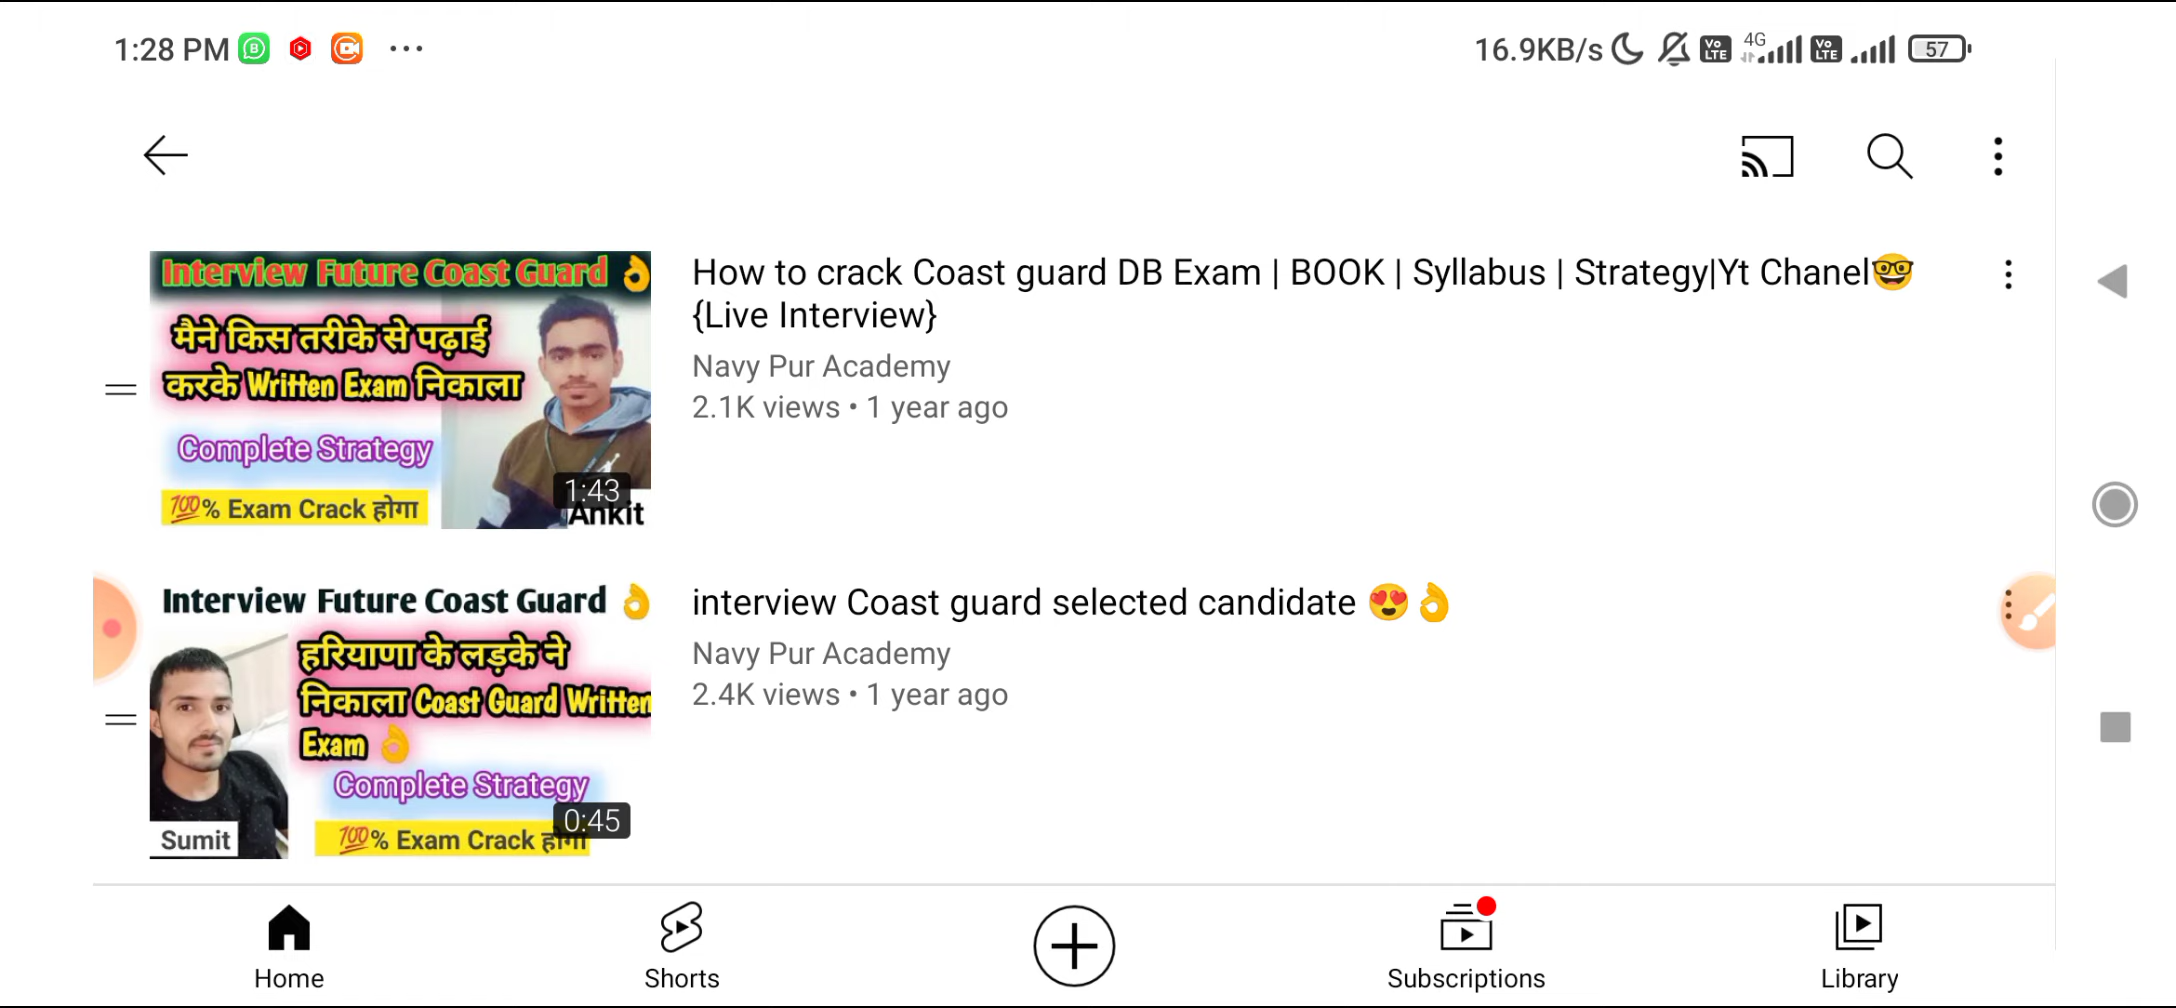 1:28 PM
16.9KB/s
Vo LTE
4G
Vo LTE
57
Interview Future Coast Guard 👌
मैने किस तरीके से पढ़ाई
करके Written Exam निकाला
Complete Strategy
💯% Exam Crack होगा
1:43
Ankit
How to crack Coast guard DB Exam | BOOK | Syllabus | Strategy|Yt Chanel🤓
{Live Interview}
Navy Pur Academy
2.1K views • 1 year ago
Interview Future Coast Guard 👌
हरियाणा के लड़के ने
निकाला Coast Guard Written
Exam 👌
Complete Strategy
💯% Exam Crack होगा
0:45
Sumit
interview Coast guard selected candidate 😍👌
Navy Pur Academy
2.4K views • 1 year ago
Home
Shorts
Subscriptions
Library